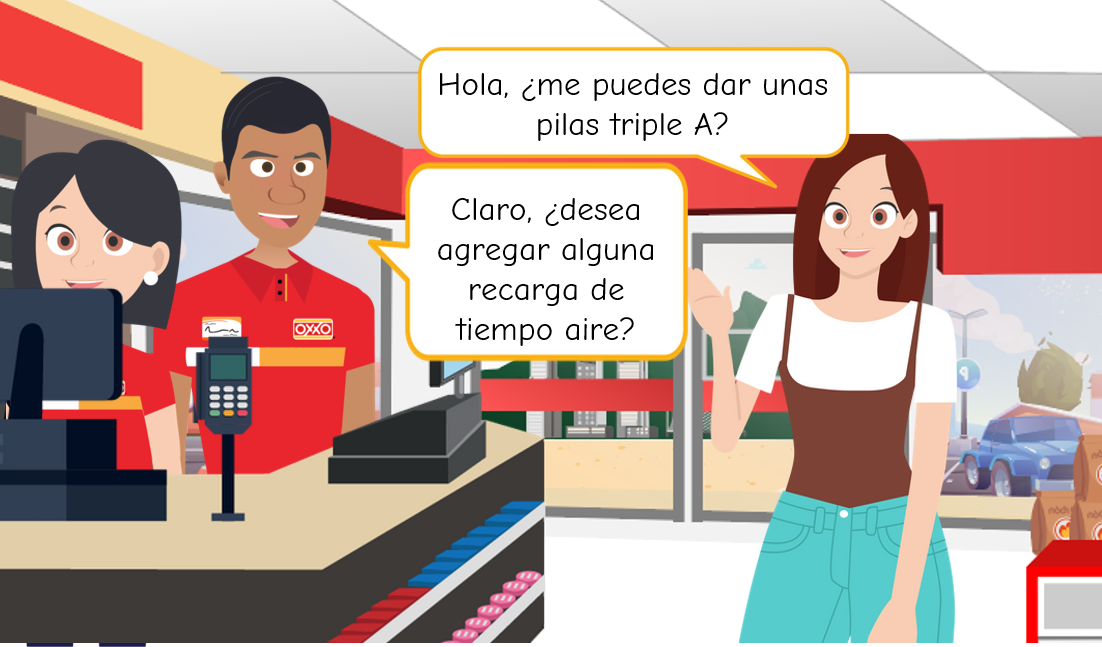 Hola, ¿me puedes dar unas
pilas triple A?
Claro, ¿desea
agregar alguna
recarga de
tiempo aire?
OXXO
P